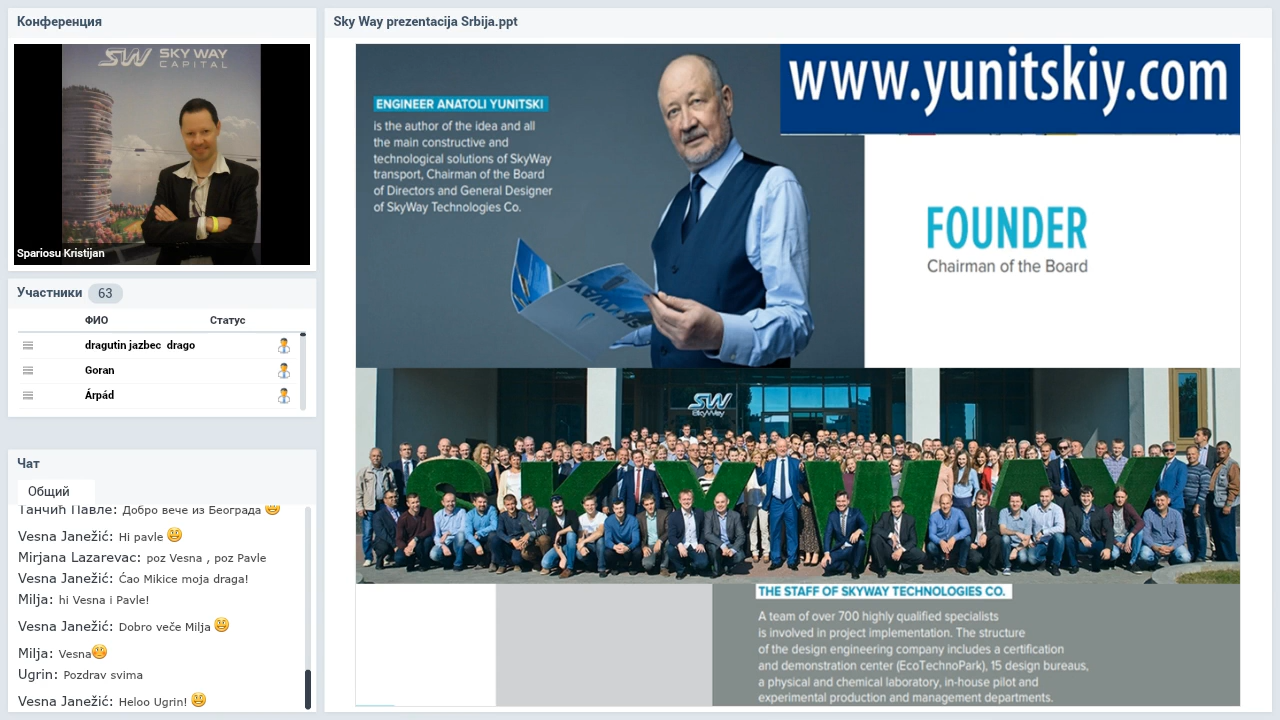 Конференция
SKY WAY
CAPITAL
Spariosu Kristijan
Участники 63
ФИО Статус
dragutin jazbec drago
Goran
Árpád
Чат
Общий
Танчић Павле: Добро вече из Београда
Vesna Janežić: Hi pavle
Mirjana Lazarevac: poz Vesna , poz Pavle
Vesna Janežić: Ćao Mikice moja draga!
Milja: hi Vesna i Pavle!
Vesna Janežić: Dobro veče Milja
Milja: Vesna
Ugrin: Pozdrav svima
Vesna Janežić: Heloo Ugrin!
Sky Way prezentacija Srbija.ppt
www.yunitskiy.com
ENGINEER ANATOLI YUNITSKI
is the author of the idea and all
the main constructive and
technological solutions of SkyWay
transport, Chairman of the Board
of Directors and General Designer
of SkyWay Technologies Co.
SKYWAY
FOUNDER
Chairman of the Board
SW
SkyWay
SKYWAY
THE STAFF OF SKYWAY TECHNOLOGIES CO.
A team of over 700 highly qualified specialists
is involved in project implementation. The structure
of the design engineering company includes a certification
and demonstration center (EcoTechnoPark), 15 design bureaus,
a physical and chemical laboratory, in-house pilot and
experimental production and management departments.